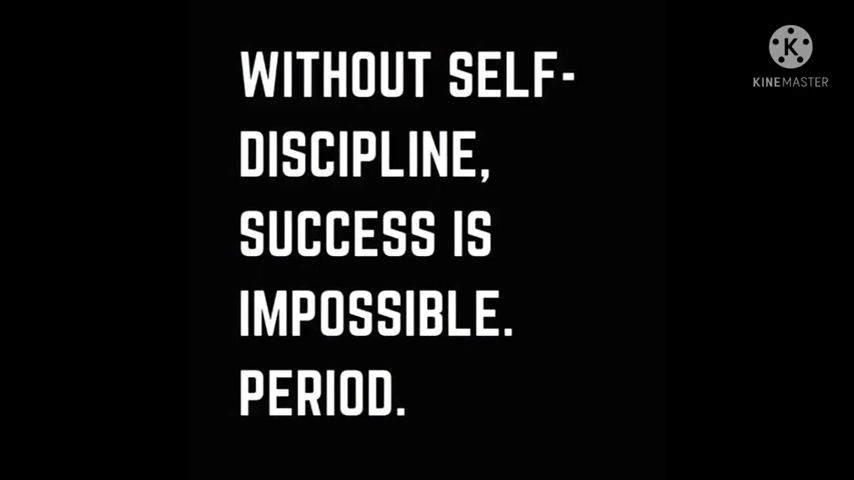 WITHOUT SELF-
DISCIPLINE,
SUCCESS IS
IMPOSSIBLE.
PERIOD.
K
KINEMASTER